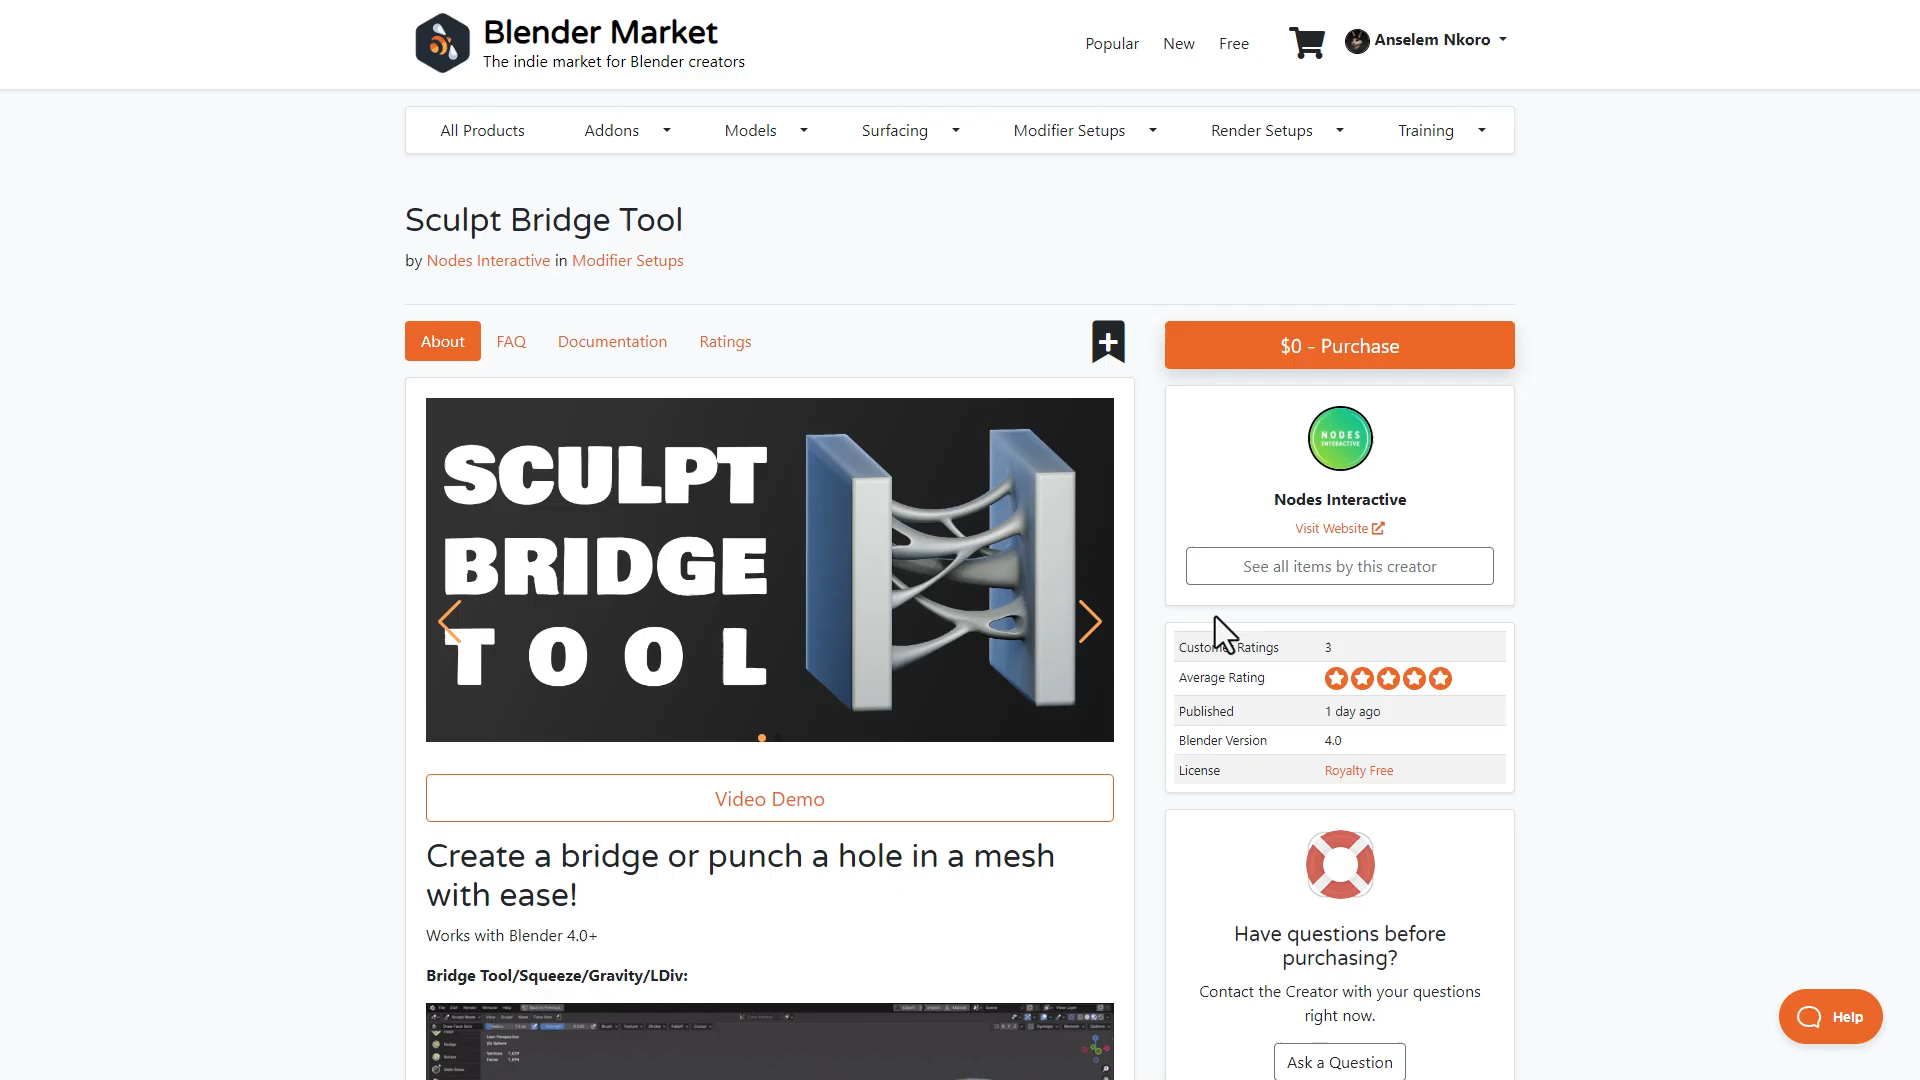 Blender Market
The indie market for Blender creators
Popular
New
Free
Anselem Nkoro
All Products
Addons
Models
Surfacing
Modifier Setups
Render Setups
Training
Sculpt Bridge Tool
by Nodes Interactive in Modifier Setups
About
FAQ
Documentation
Ratings
SCULPT
BRIDGE
TOOL
Video Demo
Create a bridge or punch a hole in a mesh
with ease!
Works with Blender 4.0+
Bridge Tool/Squeeze/Gravity/LDiv:
$0 - Purchase
NODES
INTERACTIVE
Nodes Interactive
Visit Website
See all items by this creator
Customer Ratings 3
Average Rating
Published 1 day ago
Blender Version 4.0
License Royalty Free
Have questions before
purchasing?
Contact the Creator with your questions
right now.
Ask a Question
Help